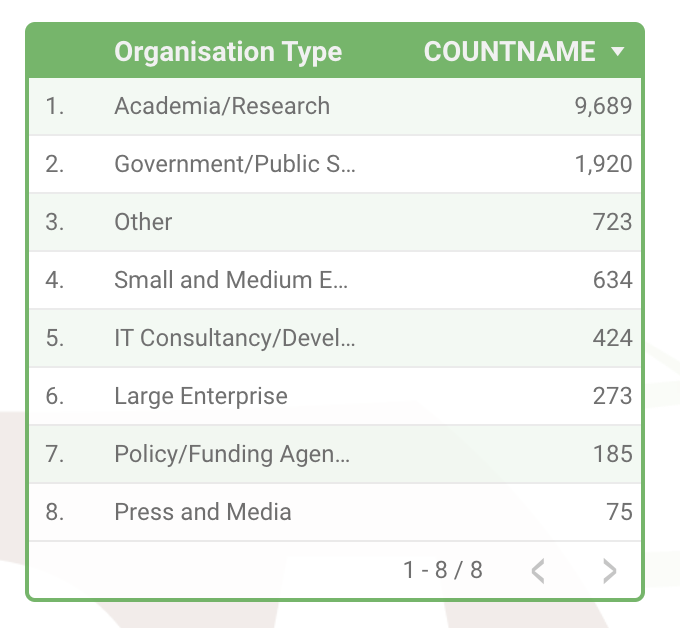 Organisation Type COUNTNAME
1. Academia/Research 9,689
2. Government/Public S... 1,920
3. Other 723
4. Small and Medium E... 634
5. IT Consultancy/Devel... 424
6. Large Enterprise 273
7. Policy/Funding Agen... 185
8. Press and Media 75
1 - 8 / 8